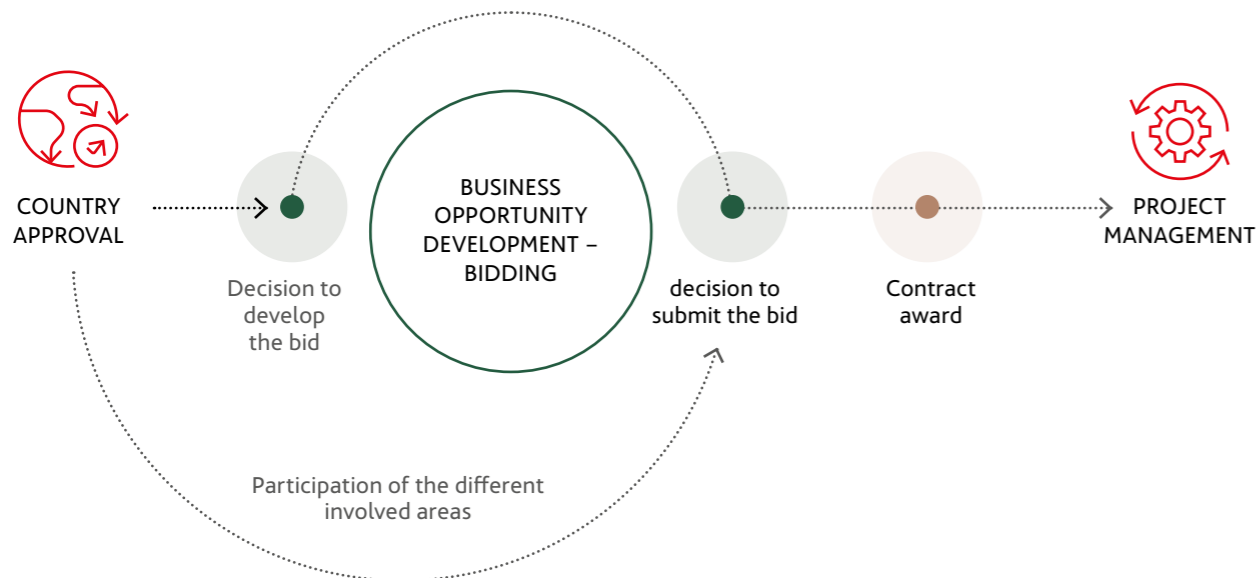 COUNTRY
APPROVAL
Decision to
develop
the bid
BUSINESS
OPPORTUNITY
DEVELOPMENT –
BIDDING
decision to
submit the bid
Contract
award
PROJECT
MANAGEMENT
Participation of the different
involved areas